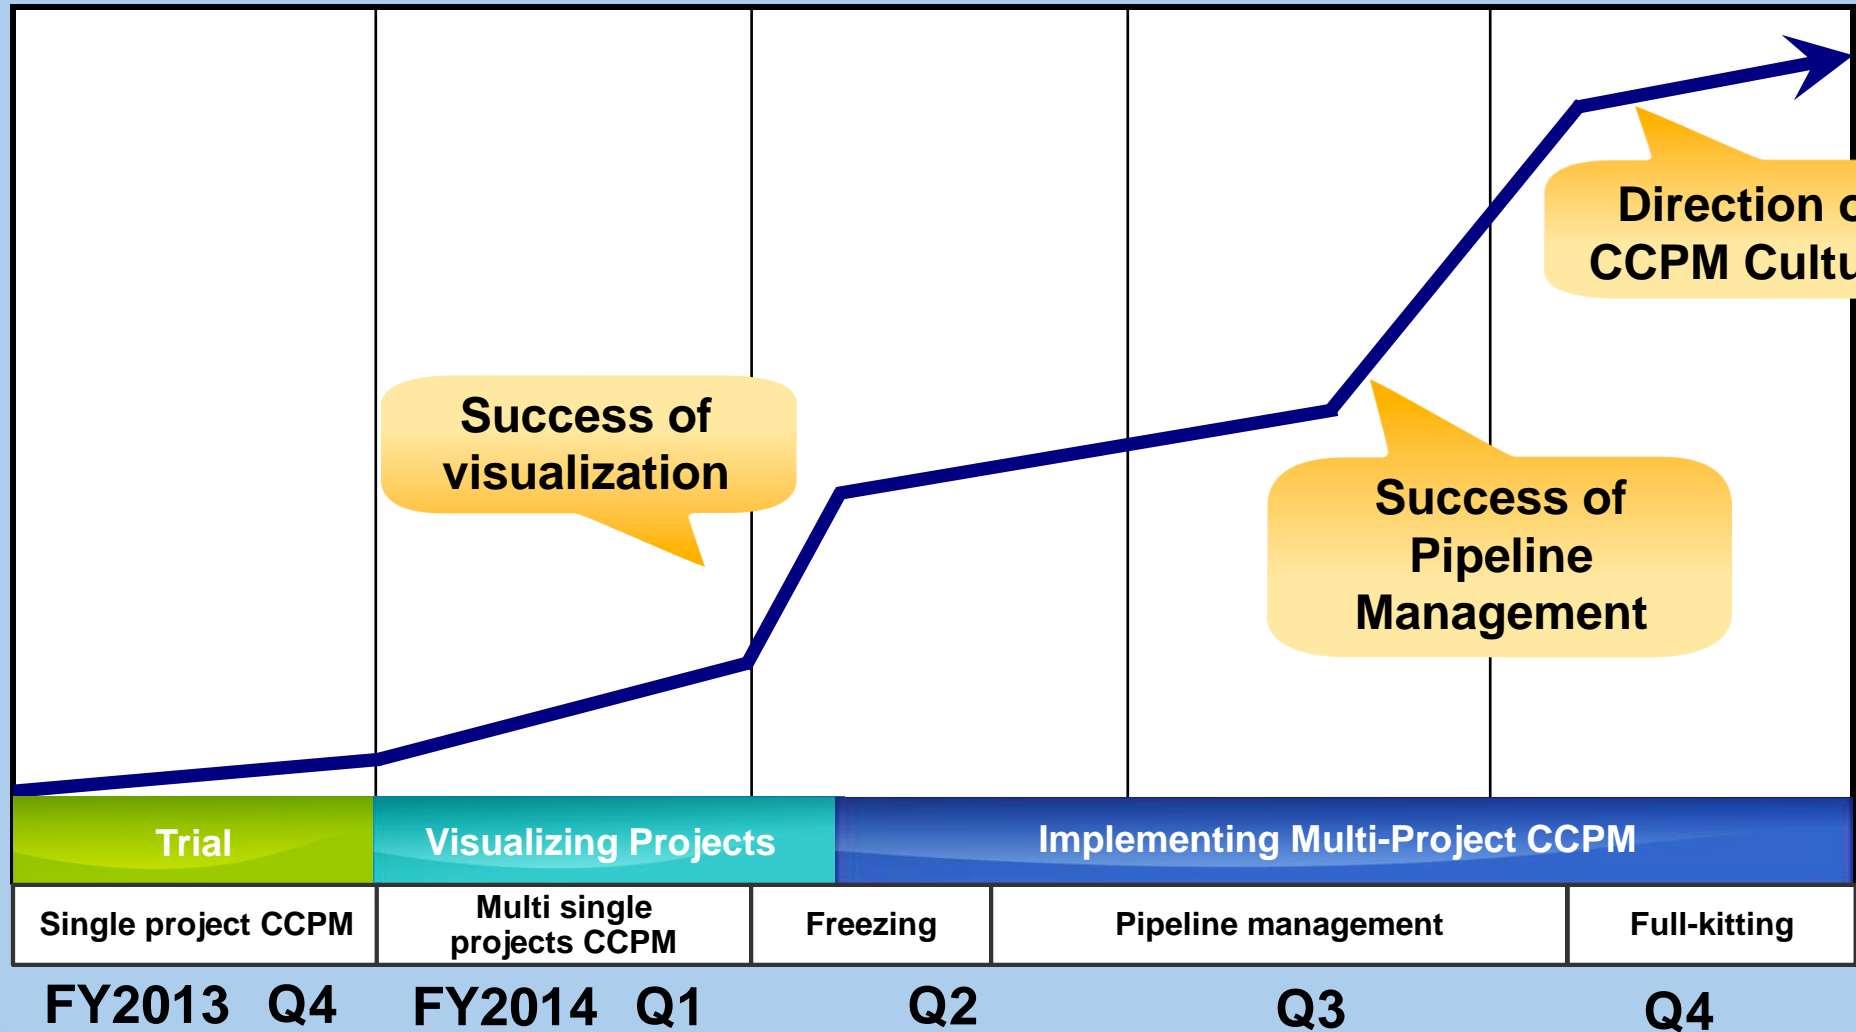 Direction o
CCPM Cultu
Success of
visualization
Success of
Pipeline
Management
Trial
Visualizing Projects
Implementing Multi-Project CCPM
Single project CCPM
Multi single
projects CCPM
Freezing
Pipeline management
Full-kitting
FY2013 Q4
FY2014 Q1
Q2
Q3
Q4